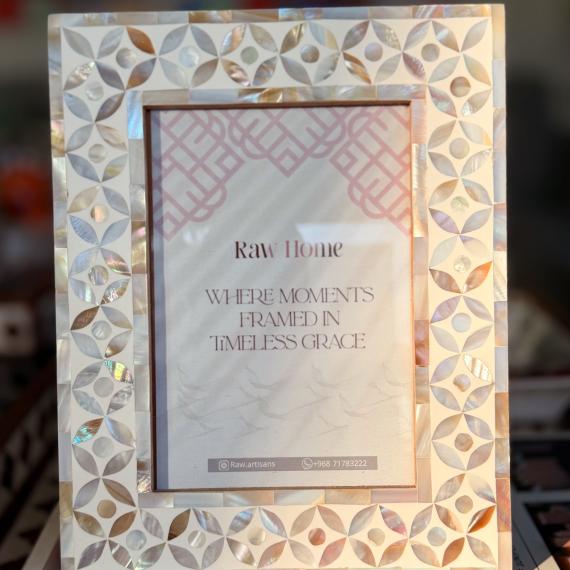 Raw Home
WHERE MOMENTS
FRAMED IN
TiMELESS GRACE
Raw.artisans +968 71783222